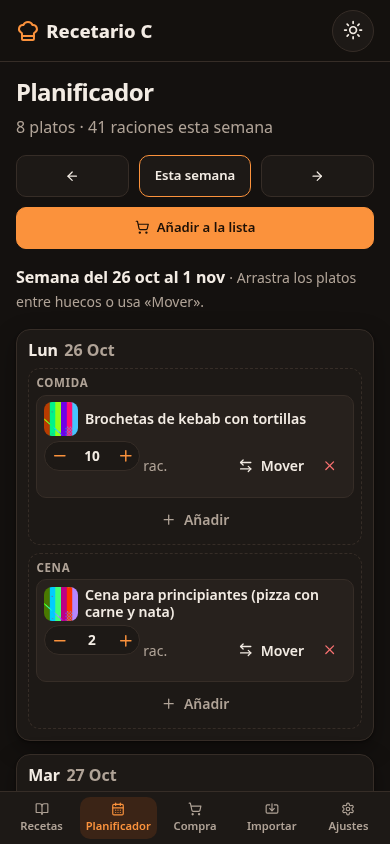 Recetario C
Planificador
8 platos · 41 raciones esta semana
Esta semana
Añadir a la lista
Semana del 26 oct al 1 nov · Arrastra los platos
entre huecos o usa «Mover».
Lun 26 Oct
COMIDA
Brochetas de kebab con tortillas
− 10 + rac. Mover
Añadir
CENA
Cena para principiantes (pizza con
carne y nata)
− 2 + rac. Mover
Añadir
Mar 27 Oct
Recetas Planificador Compra Importar Ajustes